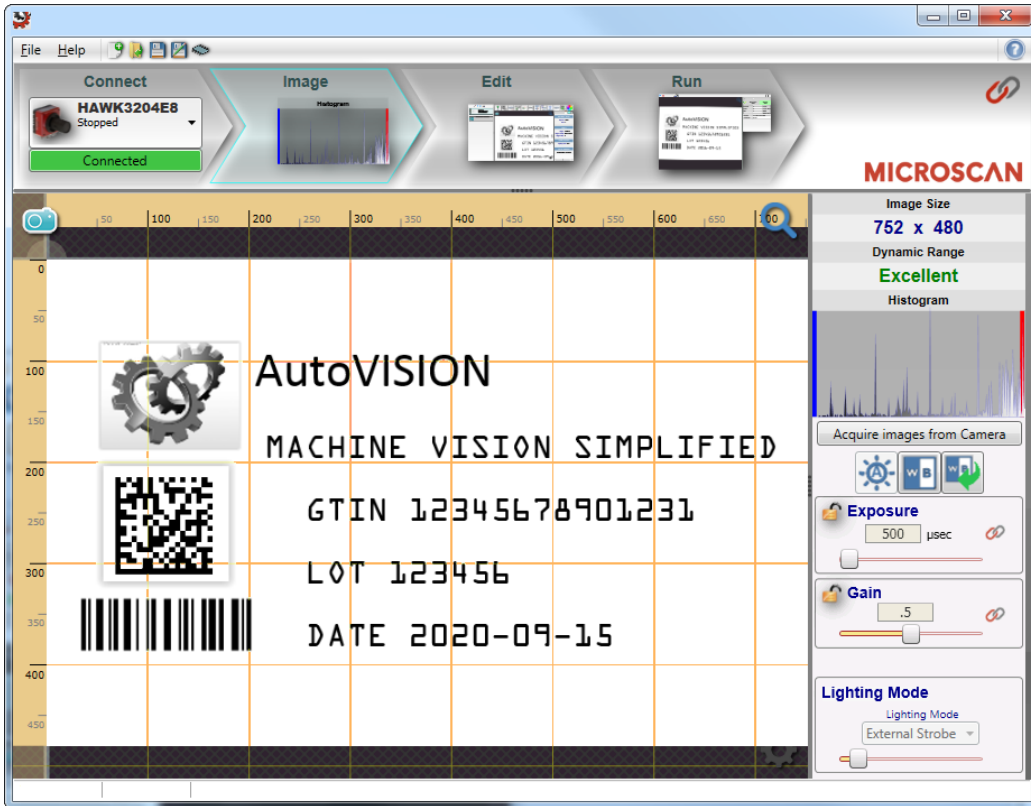 File Help
Connect Image Edit Run
HAWK3204E8
Stopped
Connected
Histogram
MICROSCAN
50 100 150 200 250 300 350 400 450 500 550 600 650 700
0
50
100
150
200
250
300
350
400
450
AutoVISION
MACHINE VISION SIMPLIFIED
GTIN 12345678901231
LOT 123456
DATE 2020-09-15
Image Size
752 x 480
Dynamic Range
Excellent
Histogram
Acquire images from Camera
A W B W B
Exposure
500 µsec
Gain
.5
Lighting Mode
Lighting Mode
External Strobe